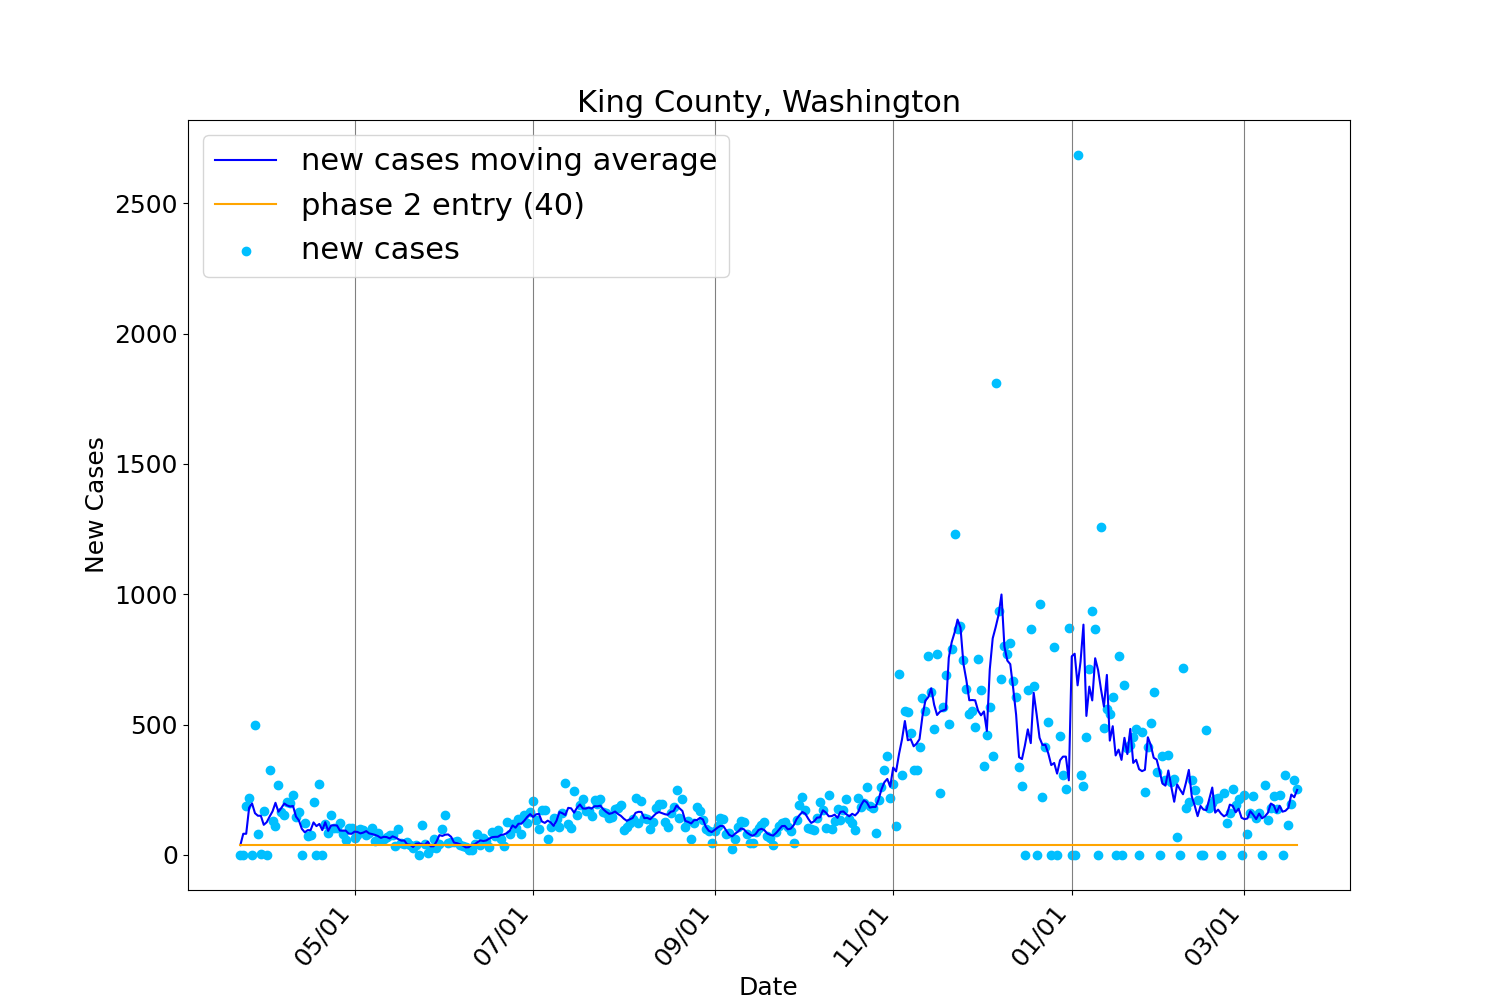 King County, Washington
new cases moving average
phase 2 entry (40)
new cases
2500
2000
1500
1000
500
0
New Cases
05/01
07/01
09/01
11/01
01/01
03/01
Date